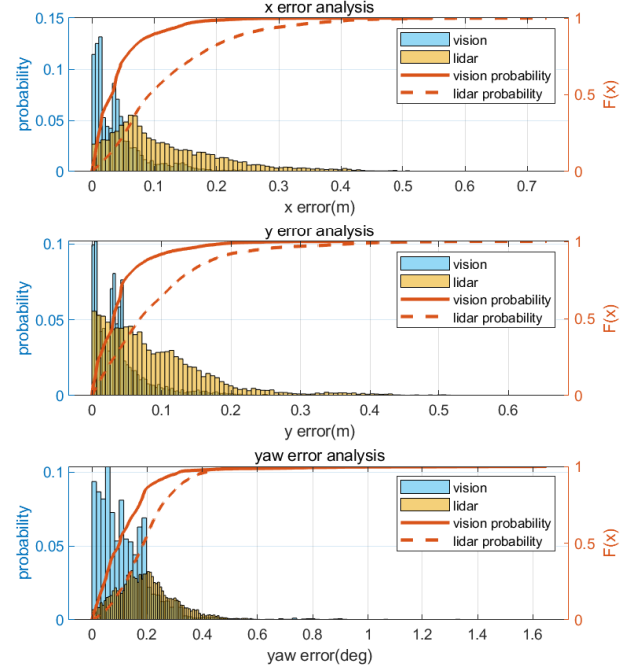 x error analysis
0.15
0.1
0.05
0
probability
vision
lidar
vision probability
lidar probability
1
0.5
0
F(x)
0 0.1 0.2 0.3 0.4 0.5 0.6 0.7
x error(m)
y error analysis
0.1
0.05
0
probability
vision
lidar
vision probability
lidar probability
1
0.5
0
F(x)
0 0.1 0.2 0.3 0.4 0.5 0.6
y error(m)
yaw error analysis
0.1
0.05
0
probability
vision
lidar
vision probability
lidar probability
1
0.5
0
F(x)
0 0.2 0.4 0.6 0.8 1 1.2 1.4 1.6
yaw error(deg)